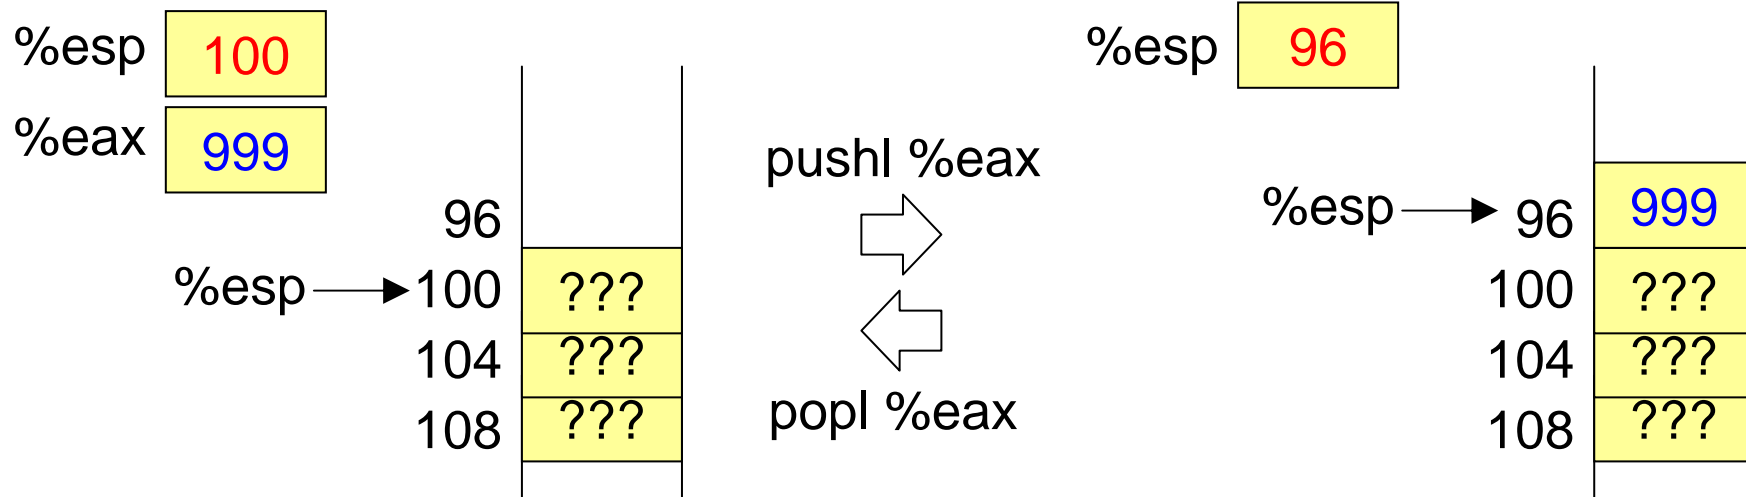 %esp 100
%eax 999
96
%esp 100 ???
104 ???
108 ???
pushl %eax
popl %eax
%esp 96
%esp 96 999
100 ???
104 ???
108 ???